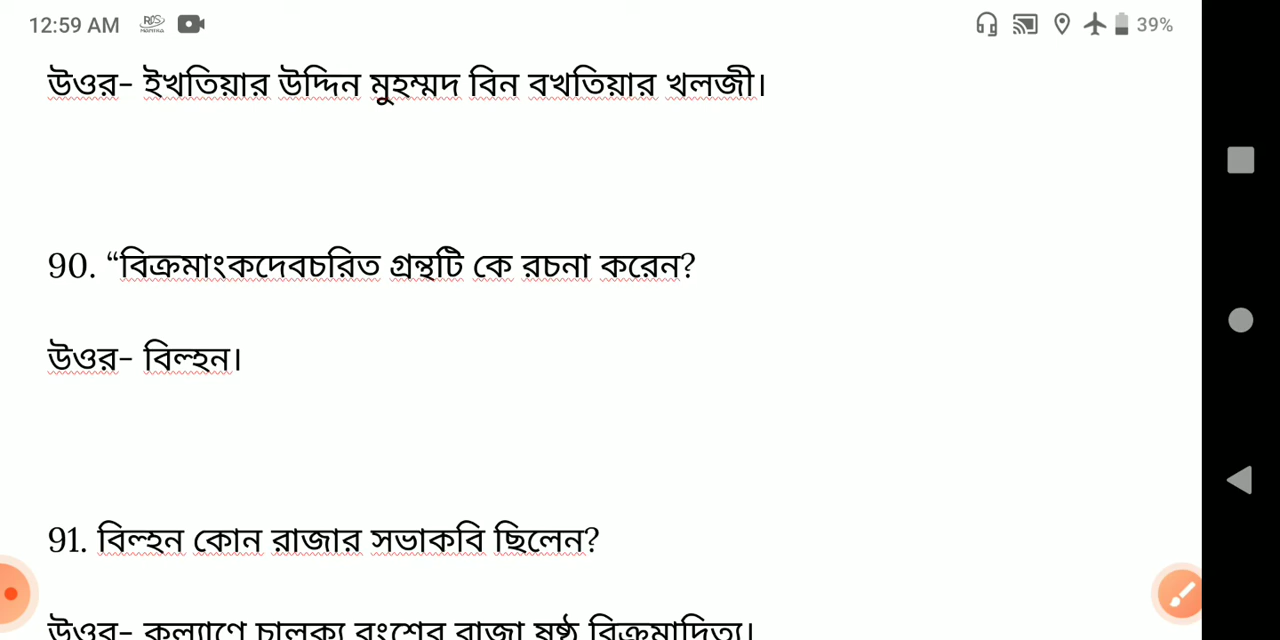 12:59 AM 39%
উওর- ইখতিয়ার উদ্দিন মুহম্মদ বিন বখতিয়ার খলজী।
90. “বিক্রমাংকদেবচরিত গ্রন্থটি কে রচনা করেন?
উওর- বিল্হন।
91. বিল্হন কোন রাজার সভাকবি ছিলেন?
উওর- কল্যাণে চালুক্য বংশের রাজা ষষ্ঠ বিক্রমাদিত্য।